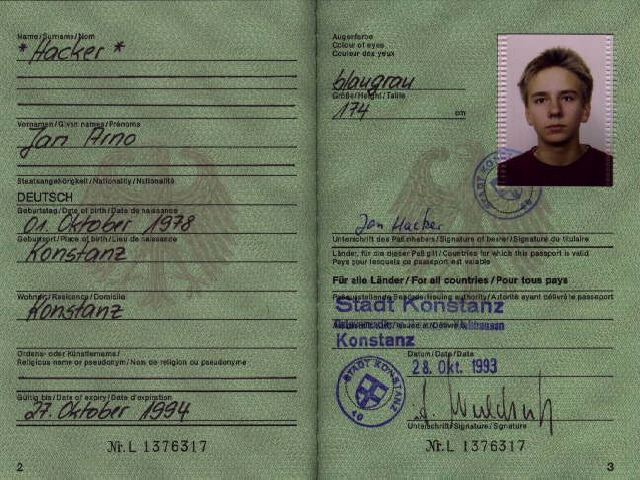 Name/Surname/Nom
* Hacker *
Vornamen/Given names/Prénoms
Jan Arno
Staatsangehörigkeit/Nationality/Nationalité
DEUTSCH
Geburtstag/Date of birth/Date de naissance
01. Oktober 1978
Geburtsort/Place of birth/Lieu de naissance
Konstanz
Wohnort/Residence/Domicile
Konstanz
Ordens- oder Künstlername/
Religious name or pseudonym/Nom de religion ou pseudonyme
Gültig bis/Date of expiry/Date d'expiration
27. Oktober 1994
Nr. L 1376317
2
Augenfarbe
Colour of eyes
Couleur des yeux
blaugrau
Größe/Height/Taille
174 cm
STADT KONSTANZ
Jan Hacker
Unterschrift des Paßinhabers/Signature of bearer/Signature du titulaire
Länder, für die dieser Paß gilt/Countries for which this passport is valid
Pays pour lesquels ce passeport est valable
Für alle Länder/For all countries/Pour tous pays
Paßausstellende Behörde/Issuing authority/Autorité ayant délivré le passeport
Stadt Konstanz
Konstanz
Datum/Date/Date
28. Okt. 1993
STADT KONSTANZ
40
Unterschrift/Signature/Signature
Nr. L 1376317
3